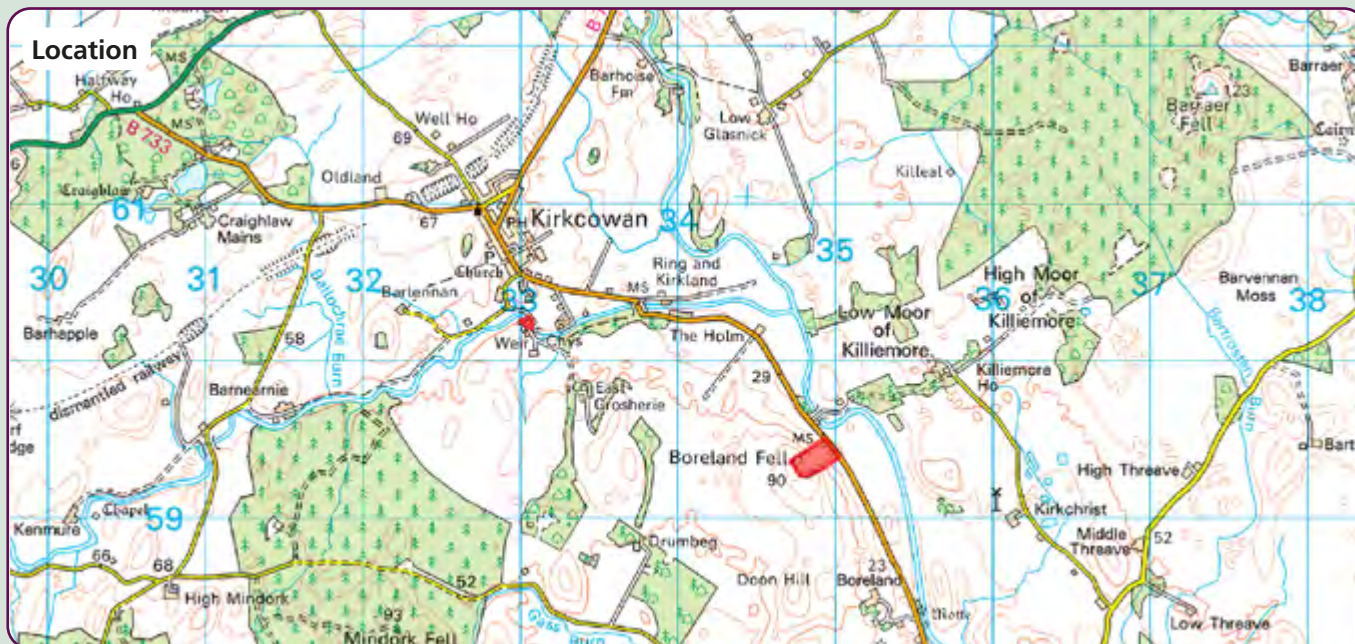 Location
MS
Halfway
Ho
B 733
MS
Craighlaw
61
Craighlaw
Mains
Oldland
67
69
Well Ho
Barhoise
Fm
Low
Glasnick
Killeal
123
Barraer
Fell
Barraer
PH
Kirkcowan
P
Church
34
35
Ring and
Kirkland
MS
High Moor
of
Killiemore
36
37
Barvennan
Moss
38
30
31
32
33
Barlennan
Barhapple
58
Weir
Chys
The Holm
Low Moor
of
Killiemore
Killiemore
Ho
29
dismantled railway
Barnearnie
East
Grosherie
MS
Boreland Fell
90
High Threave
Kirkchrist
Middle
Threave
52
Kenmure
Chapel
59
66
68
High Mindork
52
93
Mindork Fell
Drumbeg
Doon Hill
23
Boreland
Motte
Low Threave